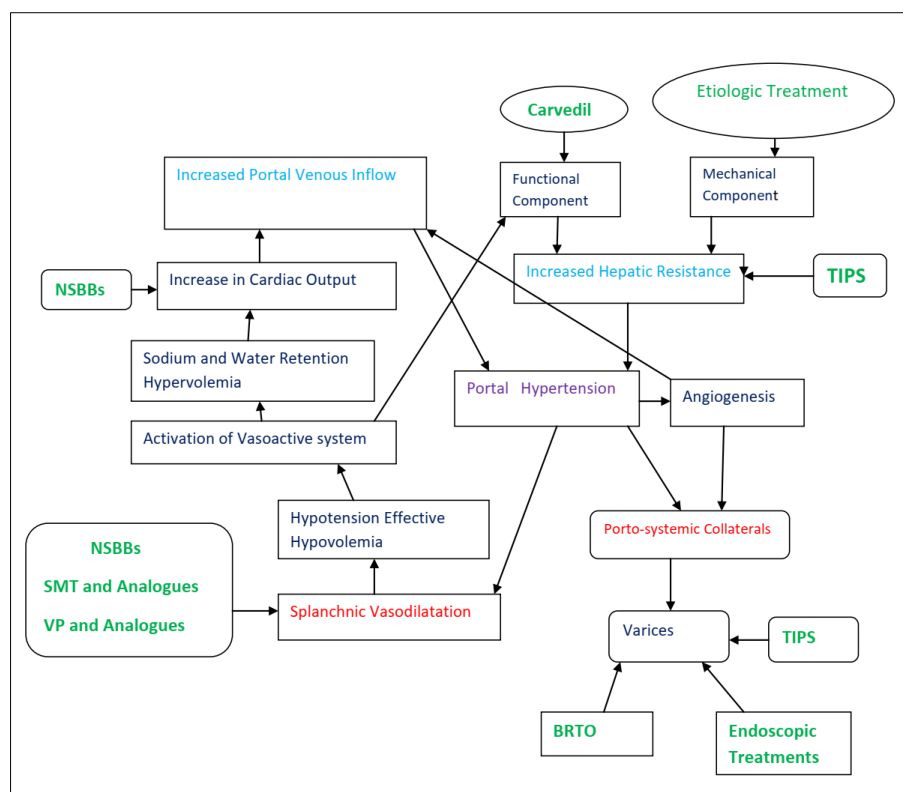 Etiologic Treatment
Carvedil
Increased Portal Venous Inflow
Functional
Component
Mechanical
Component
NSBBs
Increase in Cardiac Output
Increased Hepatic Resistance
TIPS
Sodium and Water Retention
Hypervolemia
Portal Hypertension
Angiogenesis
Activation of Vasoactive system
Hypotension Effective
Hypovolemia
Porto-systemic Collaterals
NSBBs
SMT and Analogues
VP and Analogues
Splanchnic Vasodilatation
Varices
TIPS
BRTO
Endoscopic
Treatments